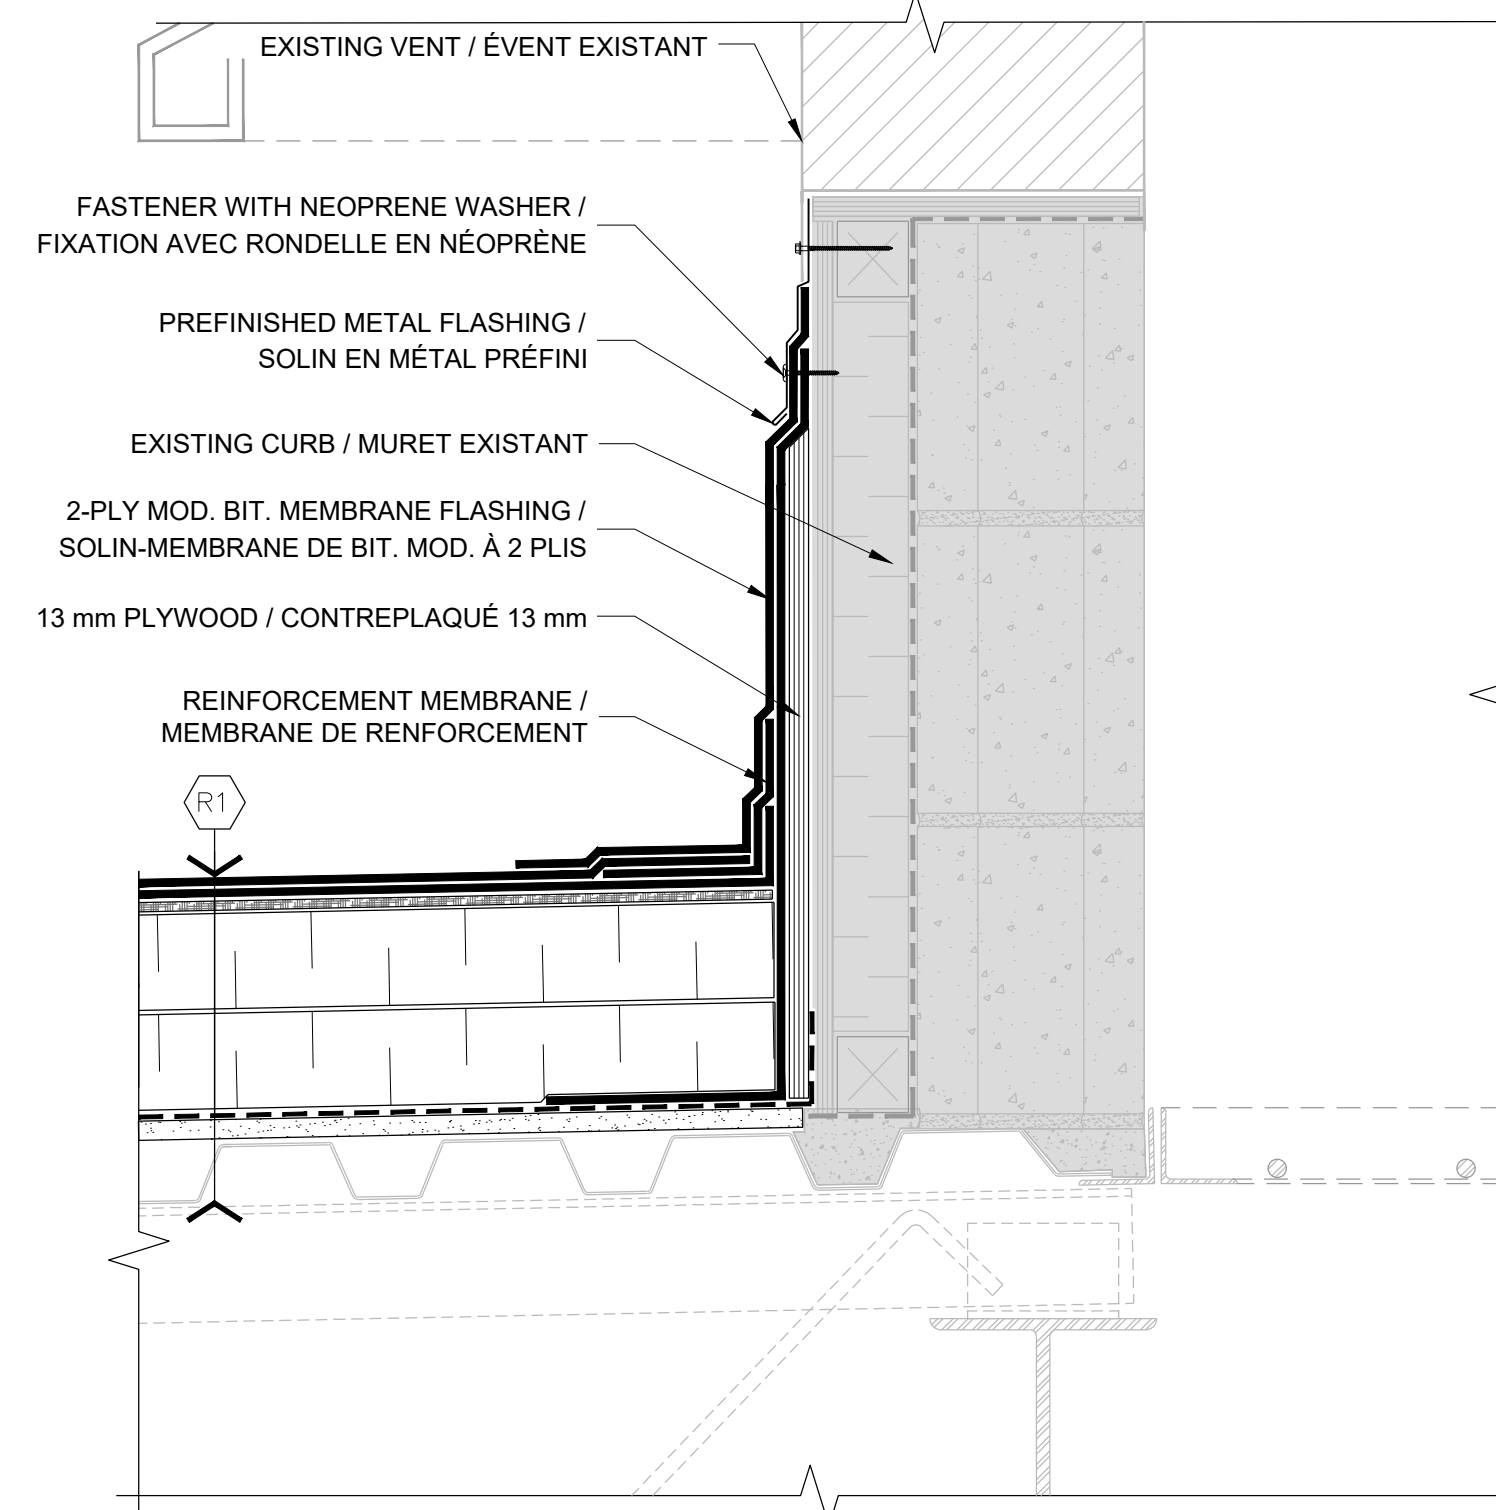 EXISTING VENT / ÉVENT EXISTANT
FASTENER WITH NEOPRENE WASHER /
FIXATION AVEC RONDELLE EN NÉOPRÈNE
PREFINISHED METAL FLASHING /
SOLIN EN MÉTAL PRÉFINI
EXISTING CURB / MURET EXISTANT
2-PLY MOD. BIT. MEMBRANE FLASHING /
SOLIN-MEMBRANE DE BIT. MOD. À 2 PLIS
13 mm PLYWOOD / CONTREPLAQUÉ 13 mm
REINFORCEMENT MEMBRANE /
MEMBRANE DE RENFORCEMENT
R1